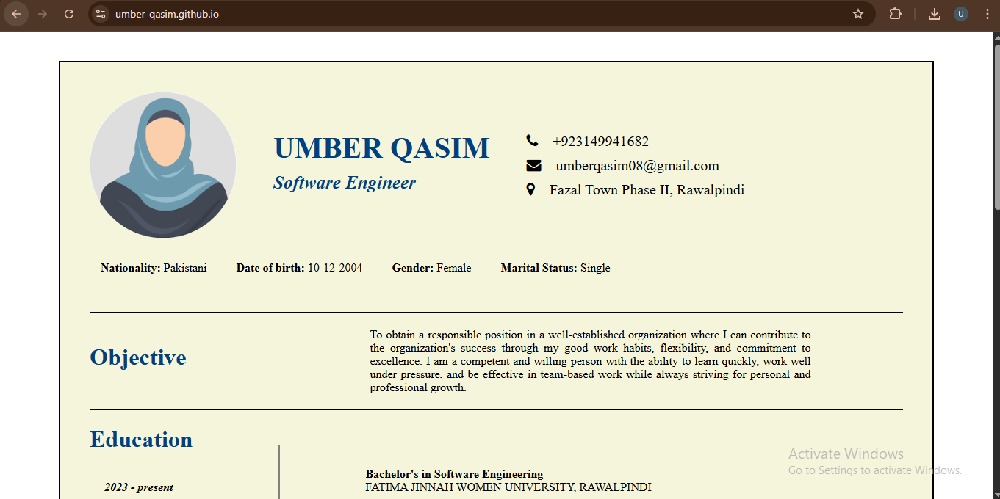 umber-qasim.github.io
U
UMBER QASIM
Software Engineer
+923149941682
umberqasim08@gmail.com
Fazal Town Phase II, Rawalpindi
Nationality: Pakistani Date of birth: 10-12-2004 Gender: Female Marital Status: Single
Objective
To obtain a responsible position in a well-established organization where I can contribute to
the organization's success through my good work habits, flexibility, and commitment to
excellence. I am a competent and willing person with the ability to learn quickly, work well
under pressure, and be effective in team-based work while always striving for personal and
professional growth.
Education
2023 - present
Bachelor's in Software Engineering
FATIMA JINNAH WOMEN UNIVERSITY, RAWALPINDI
Activate Windows
Go to Settings to activate Windows.